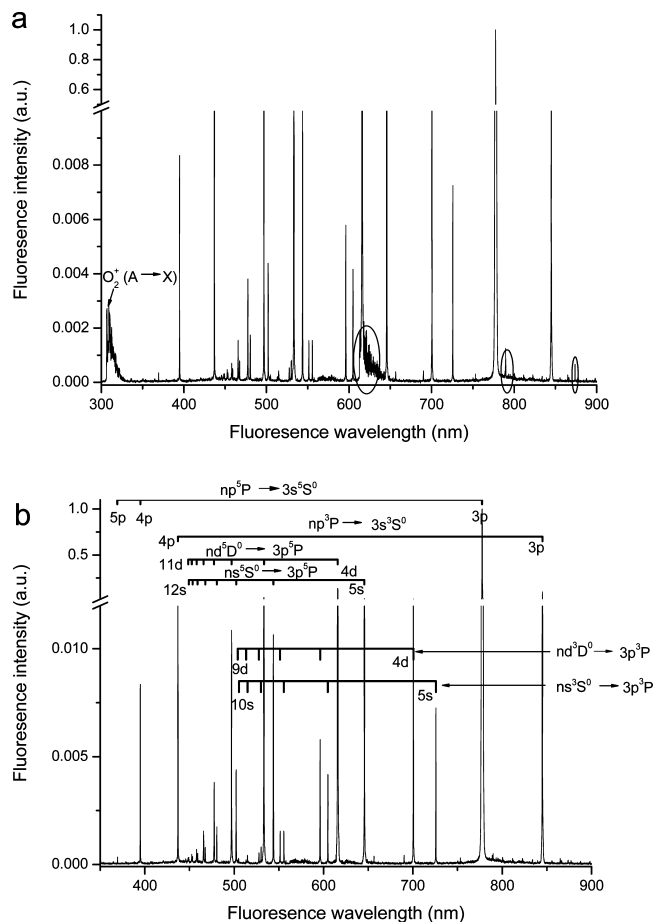 a
1.0
0.8
0.6
0.008
0.006
0.004
0.002
0.000
Fluoresence intensity (a.u.)
O₂⁺ (A → X)
300 400 500 600 700 800 900
Fluoresence wavelength (nm)
b
np⁵P → 3s⁵S⁰
5p 4p 3p
np³P → 3s³S⁰
4p 3p
nd⁵D⁰ → 3p⁵P
11d 4d
ns⁵S⁰ → 3p⁵P
12s 5s
1.0
0.5
0.010
0.005
0.000
Fluoresence intensity (a.u.)
nd³D⁰ → 3p³P
9d 4d
ns³S⁰ → 3p³P
10s 5s
400 500 600 700 800 900
Fluoresence wavelength (nm)